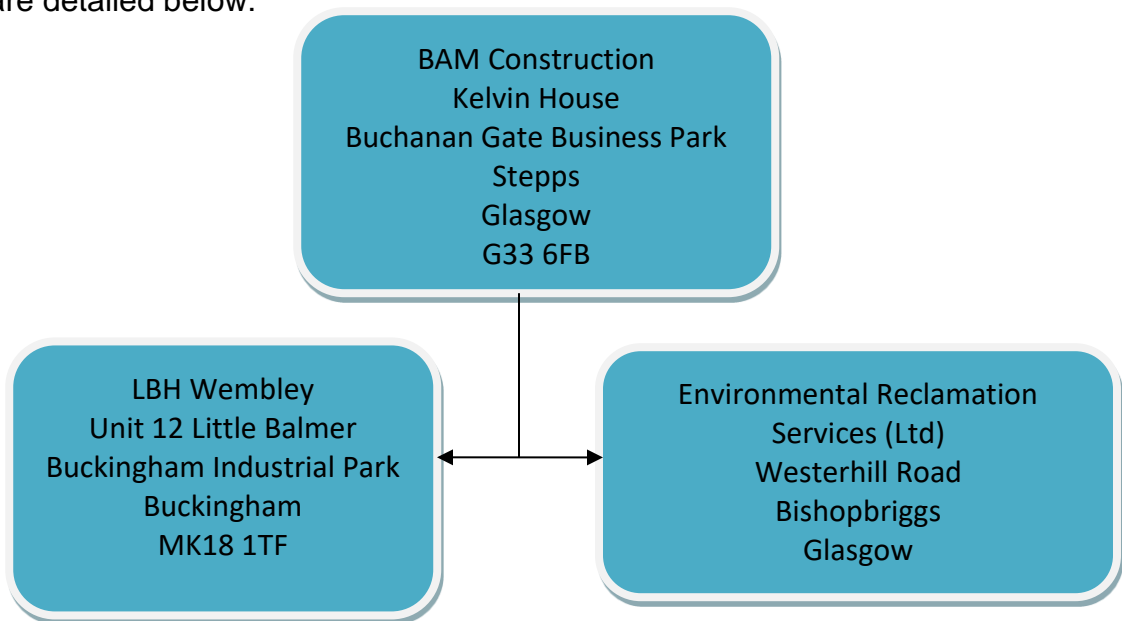 are detailed below.
BAM Construction
Kelvin House
Buchanan Gate Business Park
Stepps
Glasgow
G33 6FB
LBH Wembley
Unit 12 Little Balmer
Buckingham Industrial Park
Buckingham
MK18 1TF
Environmental Reclamation
Services (Ltd)
Westerhill Road
Bishopbriggs
Glasgow